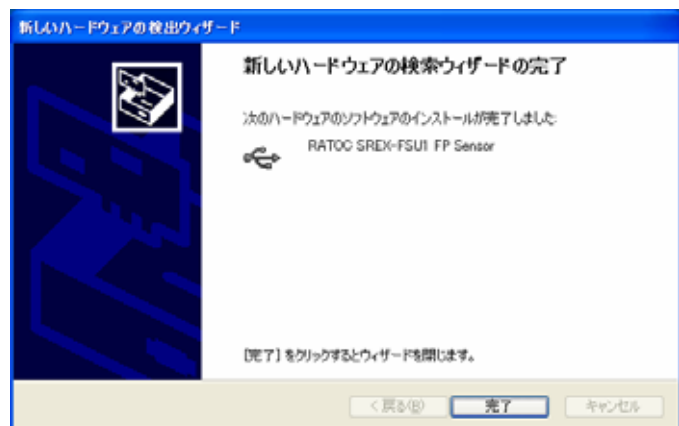 新しいハードウェアの検出ウィザード
新しいハードウェアの検索ウィザードの完了
次のハードウェアのソフトウェアのインストールが完了しました:
RATOC SREX-FSU1 FP Sensor
[完了] をクリックするとウィザードを閉じます。
< 戻る(B)
完了
キャンセル